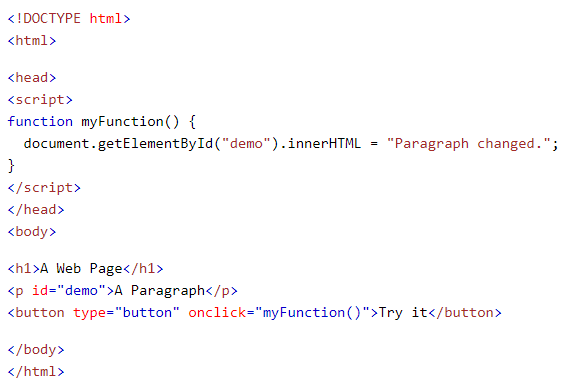 <!DOCTYPE html>
<html>
<head>
<script>
function myFunction() {
  document.getElementById("demo").innerHTML = "Paragraph changed.";
}
</script>
</head>
<body>
<h1>A Web Page</h1>
<p id="demo">A Paragraph</p>
<button type="button" onclick="myFunction()">Try it</button>
</body>
</html>